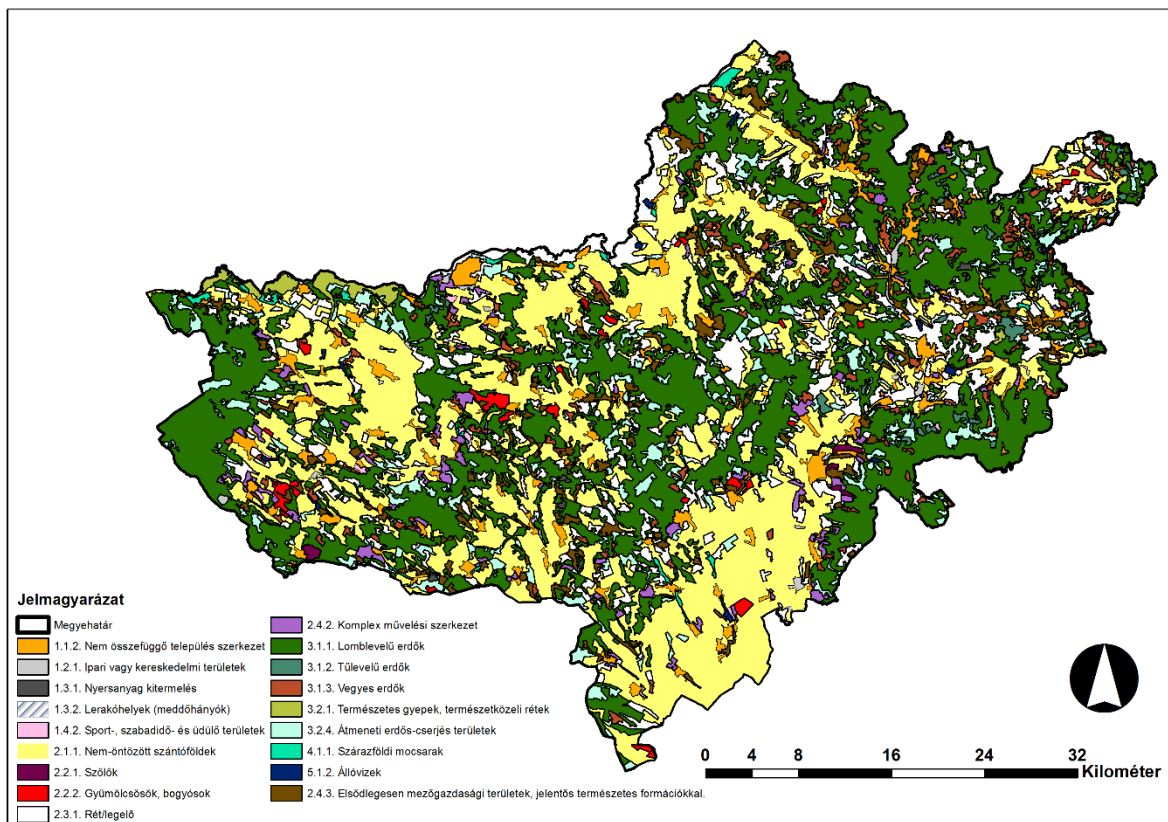 Jelmagyarázat
Megyehatár
1.1.2. Nem összefüggő település szerkezet
1.2.1. Ipari vagy kereskedelmi területek
1.3.1. Nyersanyag kitermelés
1.3.2. Lerakóhelyek (meddőhányók)
1.4.2. Sport-, szabadidő- és üdülő területek
2.1.1. Nem-öntözött szántóföldek
2.2.1. Szőlők
2.2.2. Gyümölcsösök, bogyósok
2.3.1. Rét/legelő
2.4.2. Komplex művelési szerkezet
3.1.1. Lomblevelű erdők
3.1.2. Tűlevelű erdők
3.1.3. Vegyes erdők
3.2.1. Természetes gyepek, természetközeli rétek
3.2.4. Átmeneti erdős-cserjés területek
4.1.1. Szárazföldi mocsarak
5.1.2. Állóvizek
2.4.3. Elsődlegesen mezőgazdasági területek, jelentős természetes formációkkal.
0 4 8 16 24 32
Kilométer